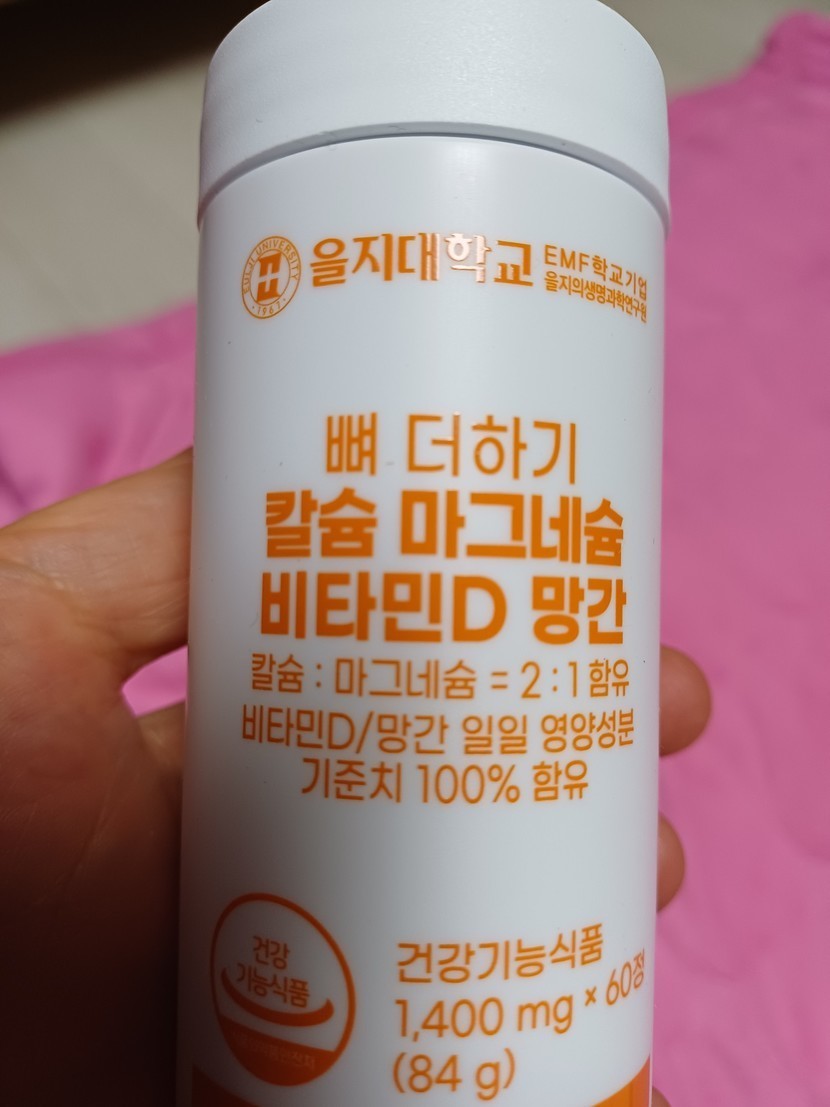 EULJI UNIVERSITY
1967
을지대학교
EMF학교기업
을지의생명과학연구원
뼈 더하기
칼슘 마그네슘
비타민D 망간
칼슘 : 마그네슘 = 2 : 1 함유
비타민D/망간 일일 영양성분
기준치 100% 함유
건강
기능식품
건강기능식품
1,400 mg × 60정
(84 g)